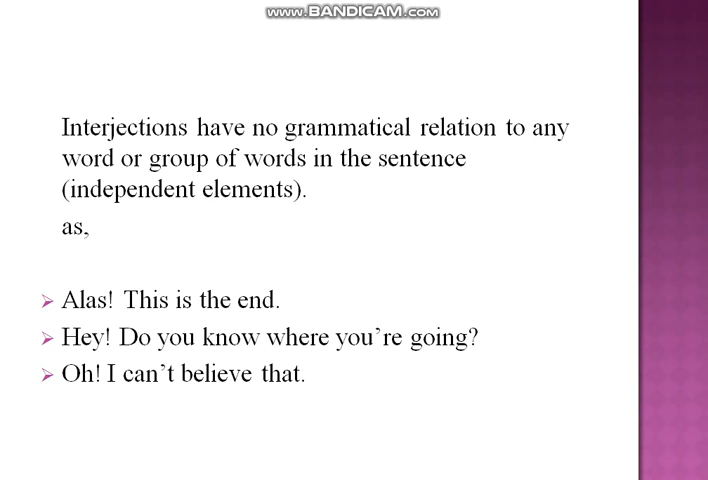 www.BANDICAM.com
Interjections have no grammatical relation to any
word or group of words in the sentence
(independent elements).
as,
Alas! This is the end.
Hey! Do you know where you’re going?
Oh! I can’t believe that.